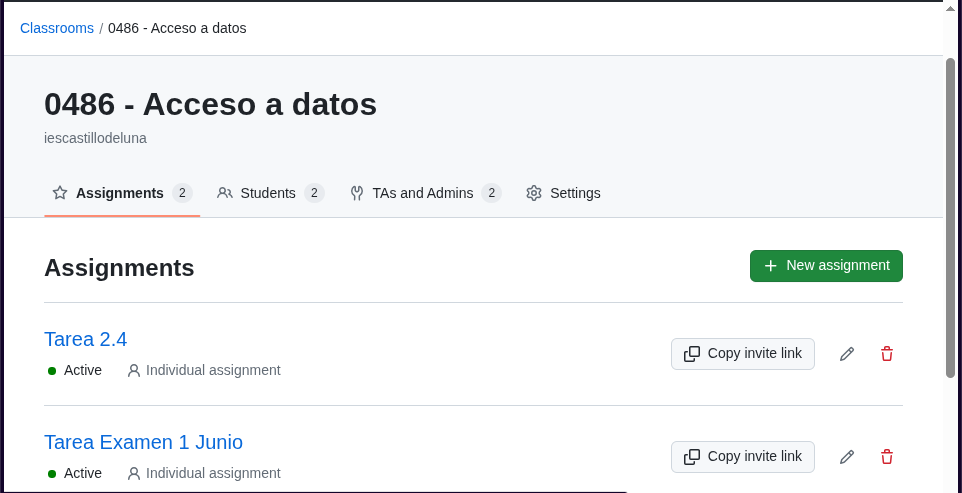 Classrooms / 0486 - Acceso a datos
0486 - Acceso a datos
iescastillodeluna
Assignments 2 Students 2 TAs and Admins 2 Settings
Assignments
New assignment
Tarea 2.4
Copy invite link
Active Individual assignment
Tarea Examen 1 Junio
Copy invite link
Active Individual assignment